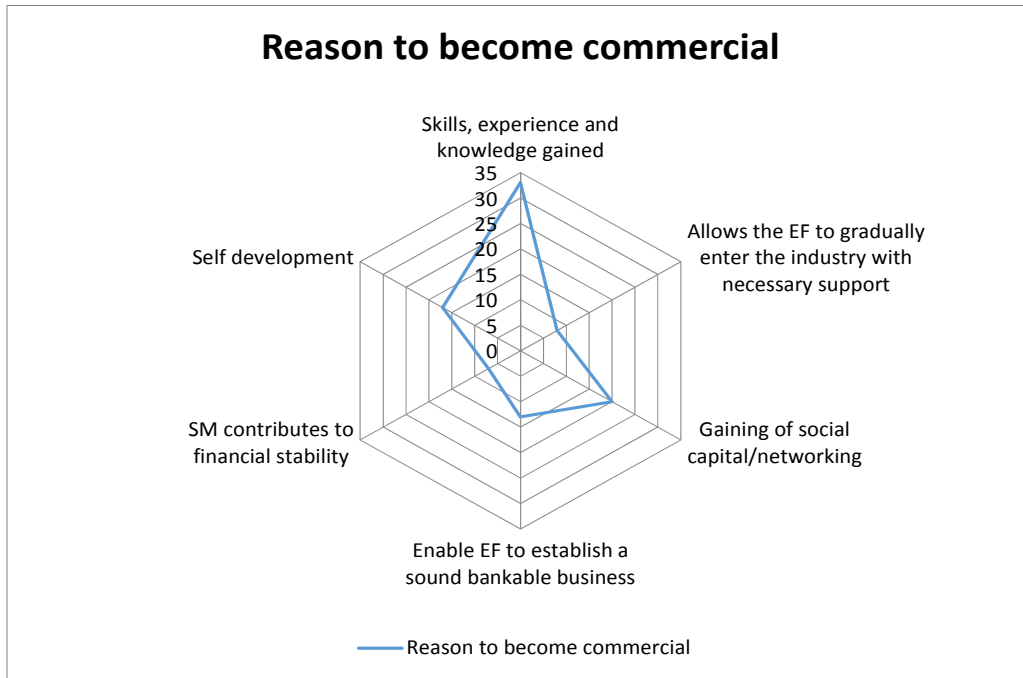 Reason to become commercial
Skills, experience and
knowledge gained
35
30
25
20
15
10
5
0
Allows the EF to gradually
enter the industry with
necessary support
Gaining of social
capital/networking
Enable EF to establish a
sound bankable business
SM contributes to
financial stability
Self development
Reason to become commercial